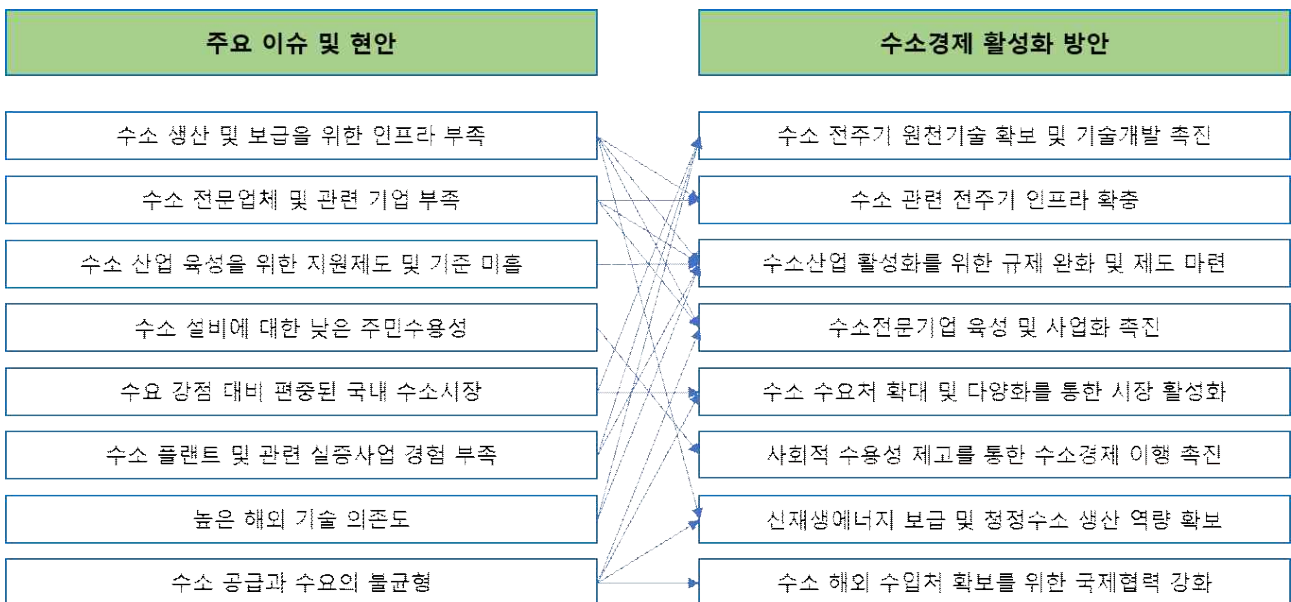 주요 이슈 및 현안
수소경제 활성화 방안
수소 생산 및 보급을 위한 인프라 부족
수소 전주기 원천기술 확보 및 기술개발 촉진
수소 전문업체 및 관련 기업 부족
수소 관련 전주기 인프라 확충
수소 산업 육성을 위한 지원제도 및 기준 미흡
수소산업 활성화를 위한 규제 완화 및 제도 마련
수소 설비에 대한 낮은 주민수용성
수소전문기업 육성 및 사업화 촉진
수요 강점 대비 편중된 국내 수소시장
수소 수요처 확대 및 다양화를 통한 시장 활성화
수소 플랜트 및 관련 실증사업 경험 부족
사회적 수용성 제고를 통한 수소경제 이행 촉진
높은 해외 기술 의존도
신재생에너지 보급 및 청정수소 생산 역량 확보
수소 공급과 수요의 불균형
수소 해외 수입처 확보를 위한 국제협력 강화